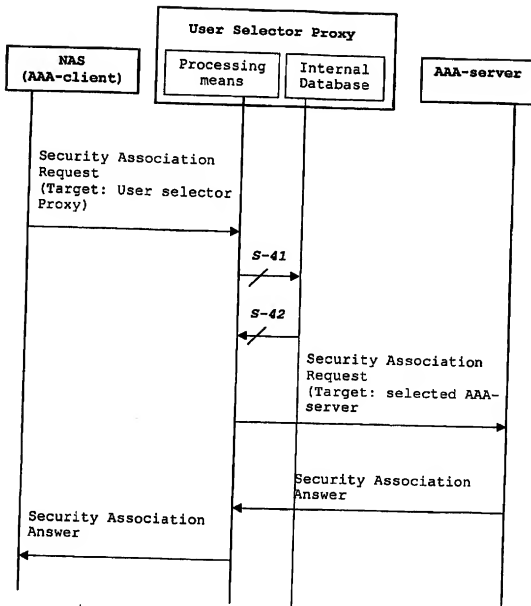 User Selector Proxy
NAS
(AAA-client)
Processing
means
Internal
Database
AAA-server
Security Association
Request
(Target: User selector
Proxy)
S-41
S-42
Security Association
Request
(Target: selected AAA-
server
Security Association
Answer
Security Association
Answer